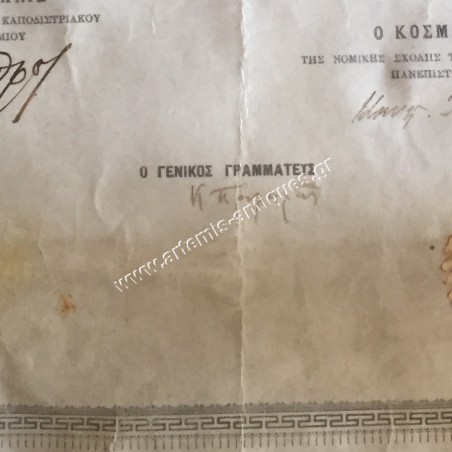 ΚΑΠΟΔΙΣΤΡΙΑΚΟΥ
ΜΙΟΥ
Ο ΚΟΣΜ
ΤΗΣ ΝΟΜΙΚΗΣ ΣΧΟΛΗΣ Τ
ΠΑΝΕΠΙΣΤ
Ο ΓΕΝΙΚΟΣ ΓΡΑΜΜΑΤΕΥΣ
www.artemis-antiques.gr